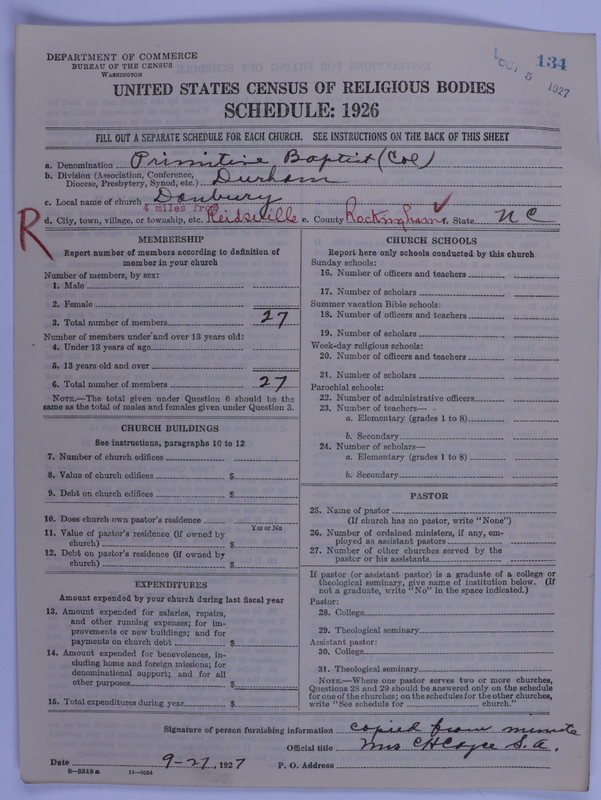 DEPARTMENT OF COMMERCE
BUREAU OF THE CENSUS
WASHINGTON
OCT 5 1927
134
UNITED STATES CENSUS OF RELIGIOUS BODIES
SCHEDULE: 1926
FILL OUT A SEPARATE SCHEDULE FOR EACH CHURCH. SEE INSTRUCTIONS ON THE BACK OF THIS SHEET
a. Denomination Primitive Baptist (Col)
b. Division (Association, Conference,
Diocese, Presbytery, Synod, etc.) Durham
c. Local name of church Danbury
4 miles from
d. City, town, village, or township, etc. Reidsville e. County Rockingham f. State N C
R
MEMBERSHIP
Report number of members according to definition of
member in your church
Number of members, by sex:
1. Male
2. Female
3. Total number of members 27
Number of members under and over 13 years old:
4. Under 13 years of age
5. 13 years old and over
6. Total number of members 27
NOTE.—The total given under Question 6 should be the
same as the total of males and females given under Question 3.
CHURCH BUILDINGS
See instructions, paragraphs 10 to 12
7. Number of church edifices
8. Value of church edifices $
9. Debt on church edifices $
10. Does church own pastor's residence
Yes or No
11. Value of pastor's residence (if owned by
church) $
12. Debt on pastor's residence (if owned by
church) $
EXPENDITURES
Amount expended by your church during last fiscal year
13. Amount expended for salaries, repairs,
and other running expenses; for im-
provements or new buildings; and for
payments on church debt $
14. Amount expended for benevolences, in-
cluding home and foreign missions; for
denominational support; and for all
other purposes $
15. Total expenditures during year $
CHURCH SCHOOLS
Report here only schools conducted by this church
Sunday schools:
16. Number of officers and teachers
17. Number of scholars
Summer vacation Bible schools:
18. Number of officers and teachers
19. Number of scholars
Week-day religious schools:
20. Number of officers and teachers
21. Number of scholars
Parochial schools:
22. Number of administrative officers
23. Number of teachers—
a. Elementary (grades 1 to 8)
b. Secondary
24. Number of scholars—
a. Elementary (grades 1 to 8)
b. Secondary
PASTOR
25. Name of pastor
(If church has no pastor, write "None")
26. Number of ordained ministers, if any, em-
ployed as assistant pastors
27. Number of other churches served by the
pastor or his assistants
If pastor (or assistant pastor) is a graduate of a college or
theological seminary, give name of institution below. (If
not a graduate, write "No" in the space indicated.)
Pastor:
28. College
29. Theological seminary
Assistant pastor:
30. College
31. Theological seminary
NOTE.—Where one pastor serves two or more churches,
Questions 28 and 29 should be answered only on the schedule
for one of the churches; on the schedules for the other churches,
write "See schedule for church."
Signature of person furnishing information copied from minute
Official title Mrs C H Cayce S. A.
Date 9-27, 1927 P. O. Address
6—5518a 11—9554